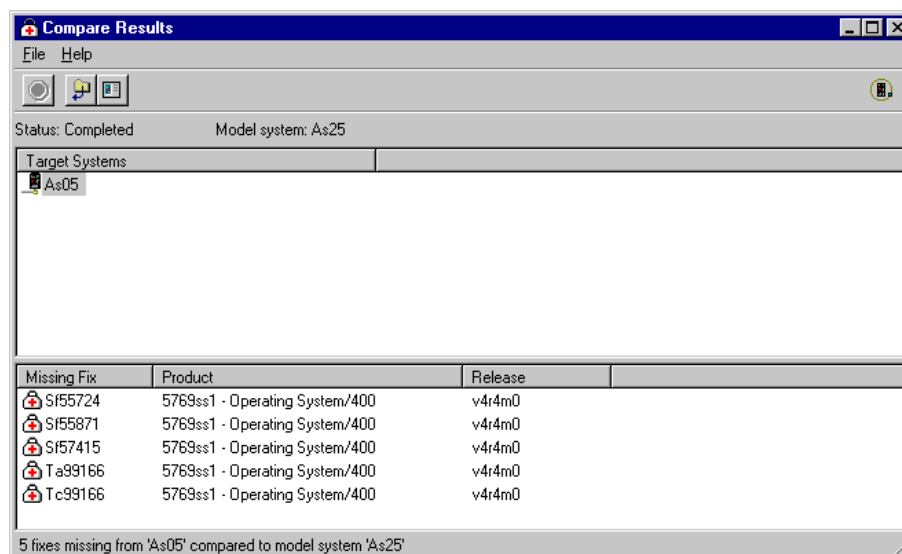 Compare Results
File Help
Status: Completed Model system: As25
Target Systems
As05
Missing Fix Product Release
Sf55724 5769ss1 - Operating System/400 v4r4m0
Sf55871 5769ss1 - Operating System/400 v4r4m0
Sf57415 5769ss1 - Operating System/400 v4r4m0
Ta99166 5769ss1 - Operating System/400 v4r4m0
Tc99166 5769ss1 - Operating System/400 v4r4m0
5 fixes missing from 'As05' compared to model system 'As25'